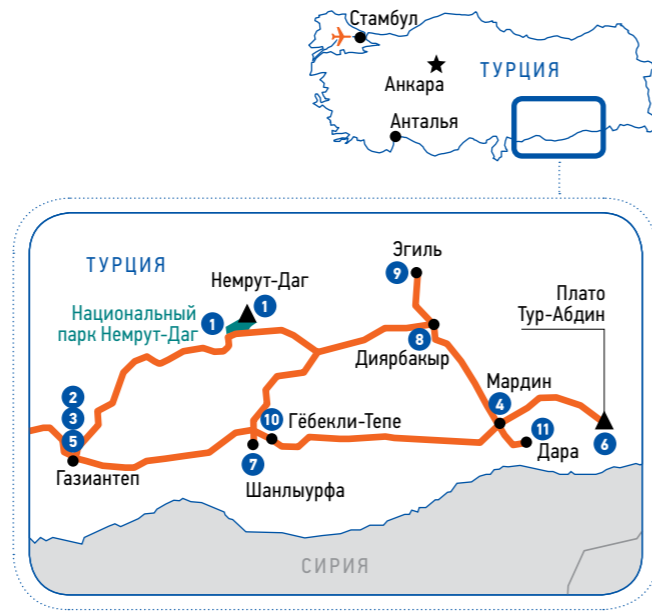 Стамбул
ТУРЦИЯ
Анкара
Анталья
ТУРЦИЯ
Эгиль
9
Немрут-Даг
1
1
Национальный
парк Немрут-Даг
Плато
Тур-Абдин
8
Диярбакыр
2
3
5
Газиантеп
Мардин
4
10
Гёбекли-Тепе
11
Дара
6
7
Шанлыурфа
СИРИЯ